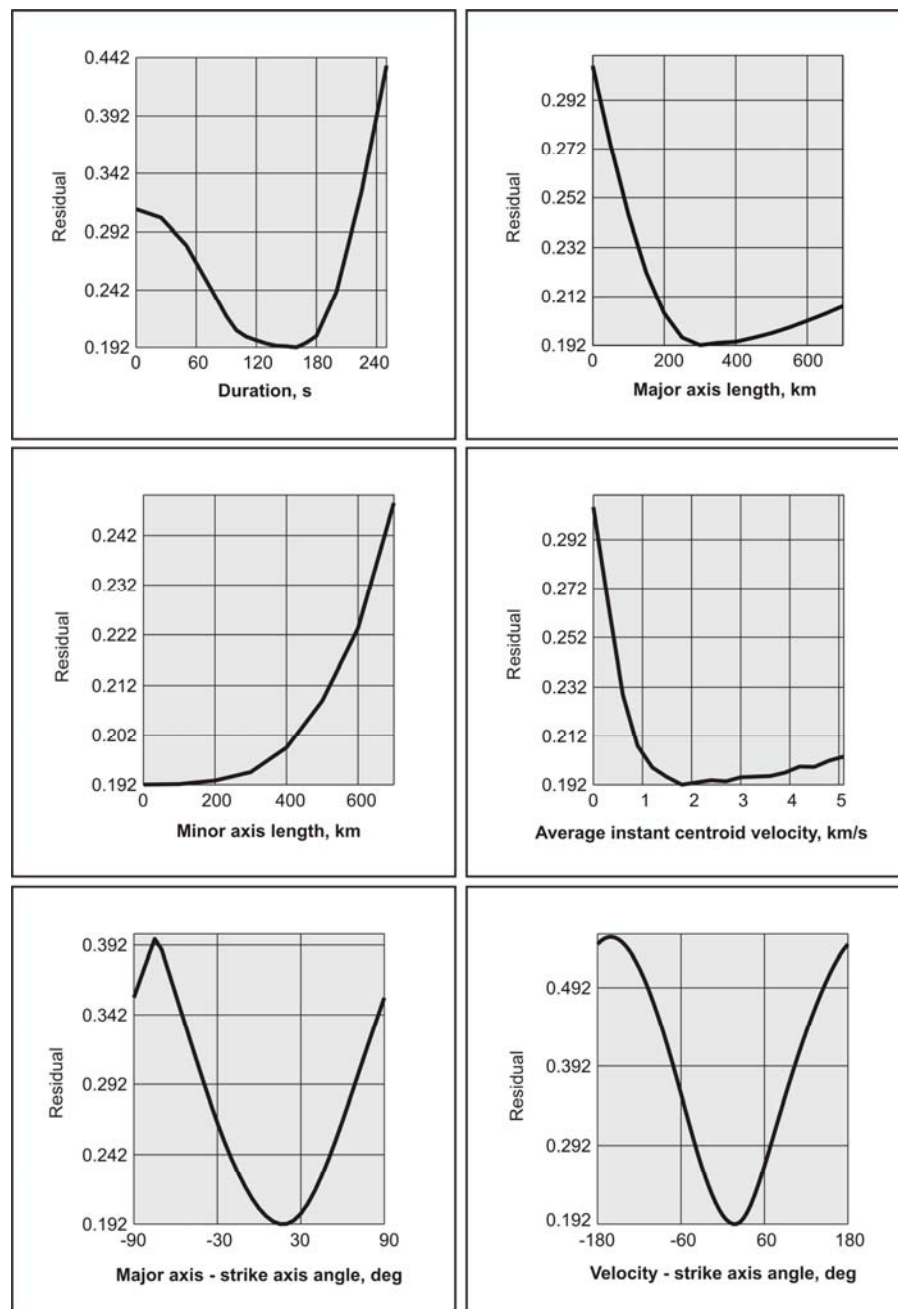 0.442
0.392
0.342
0.292
0.242
0.192
Residual
0 60 120 180 240
Duration, s
0.292
0.272
0.252
0.232
0.212
0.192
Residual
0 200 400 600
Major axis length, km
0.242
0.232
0.222
0.212
0.202
0.192
Residual
0 200 400 600
Minor axis length, km
0.292
0.272
0.252
0.232
0.212
0.192
Residual
0 1 2 3 4 5
Average instant centroid velocity, km/s
0.392
0.342
0.292
0.242
0.192
Residual
-90 -30 30 90
Major axis - strike axis angle, deg
0.492
0.392
0.292
0.192
Residual
-180 -60 60 180
Velocity - strike axis angle, deg